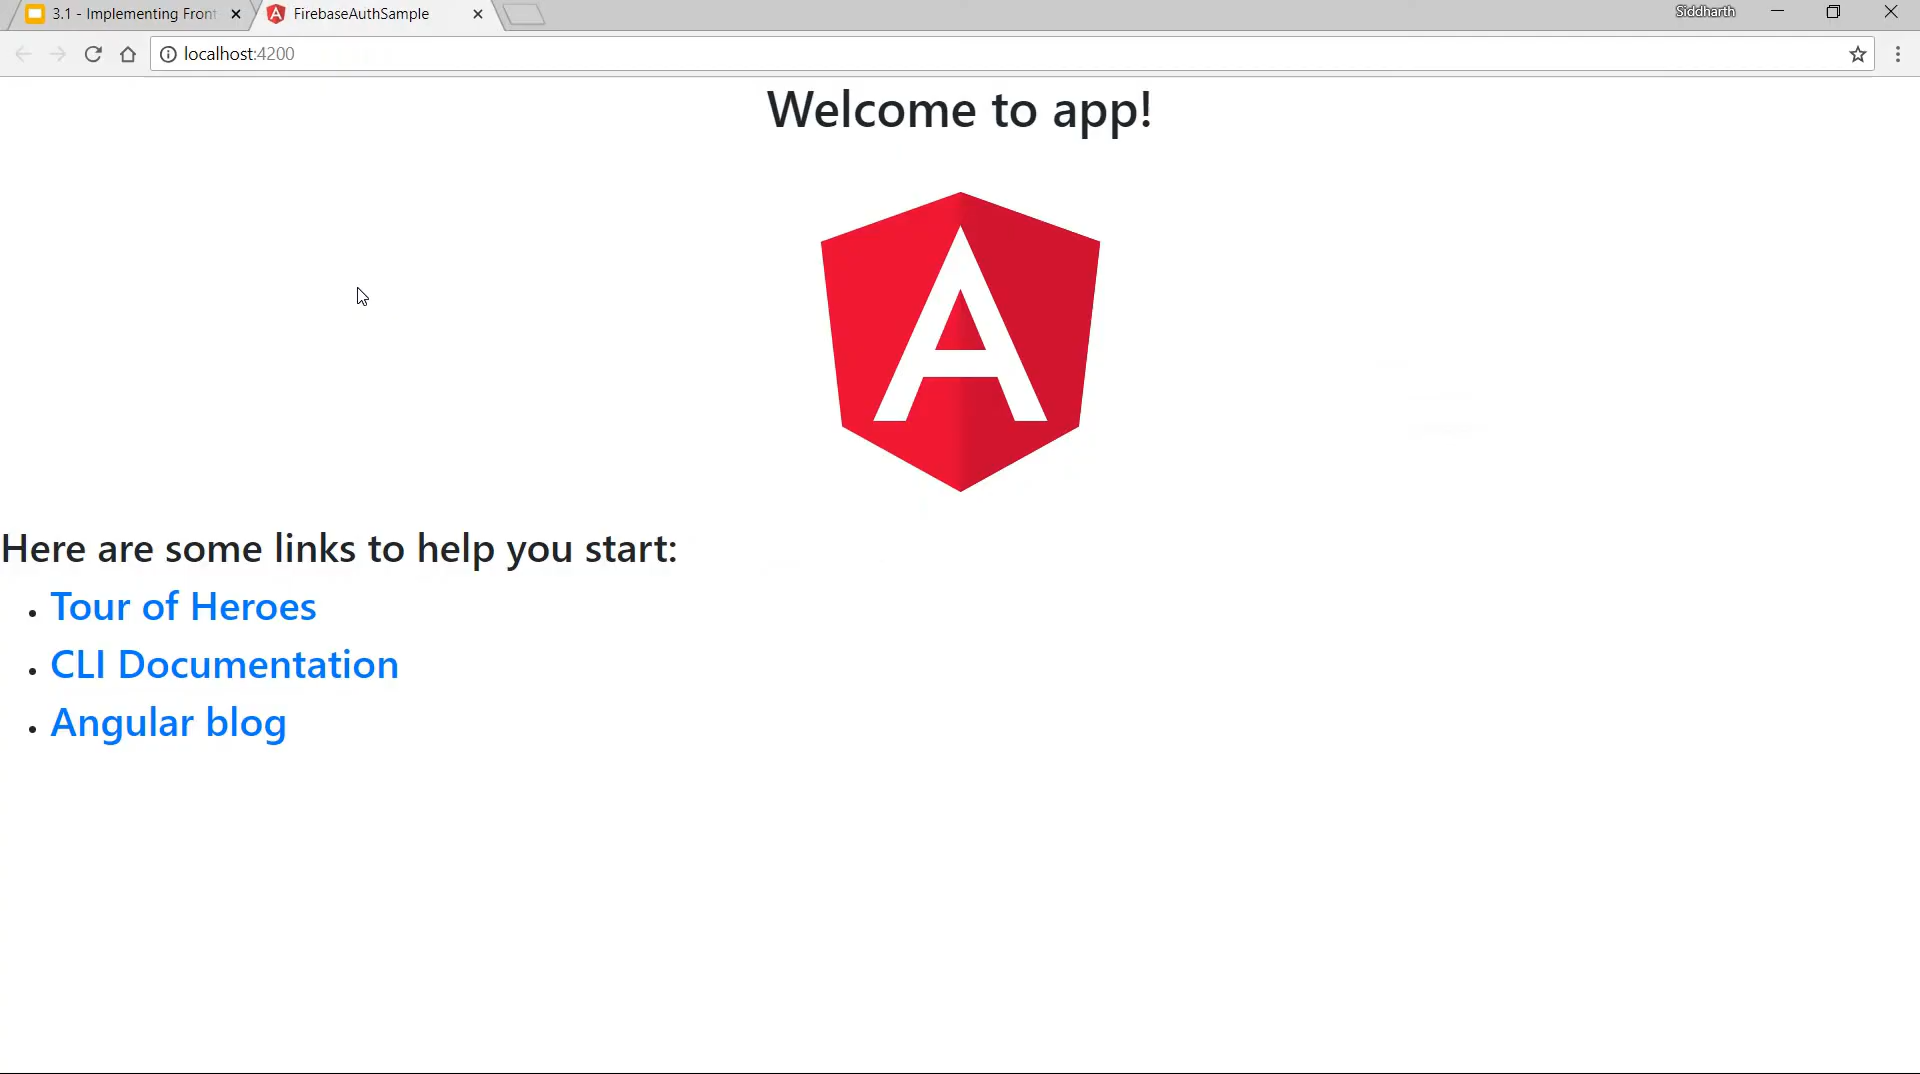 3.1 - Implementing Front
FirebaseAuthSample
Siddharth
localhost:4200
Welcome to app!
A
Here are some links to help you start:
• Tour of Heroes
• CLI Documentation
• Angular blog